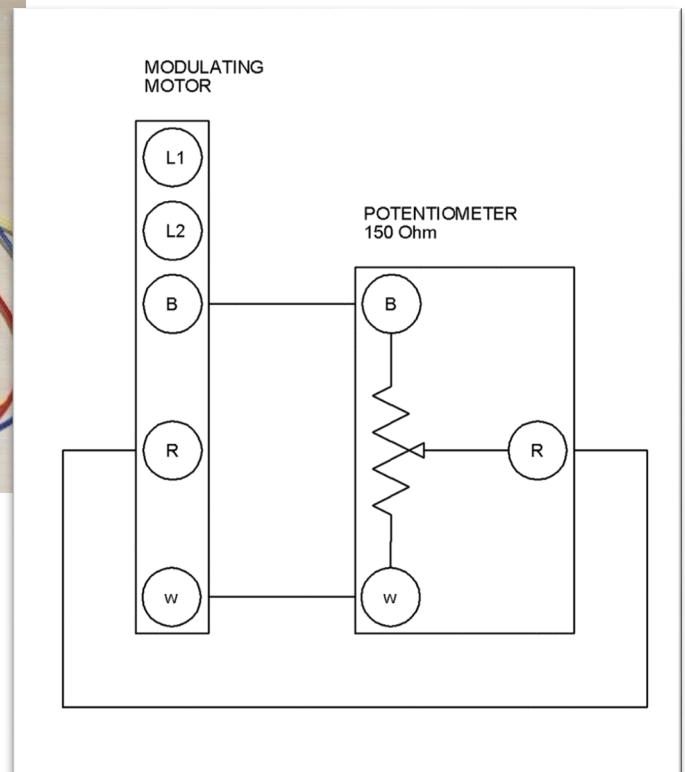 MODULATING
MOTOR
L1
L2
B
R
w
POTENTIOMETER
150 Ohm
B
R
w